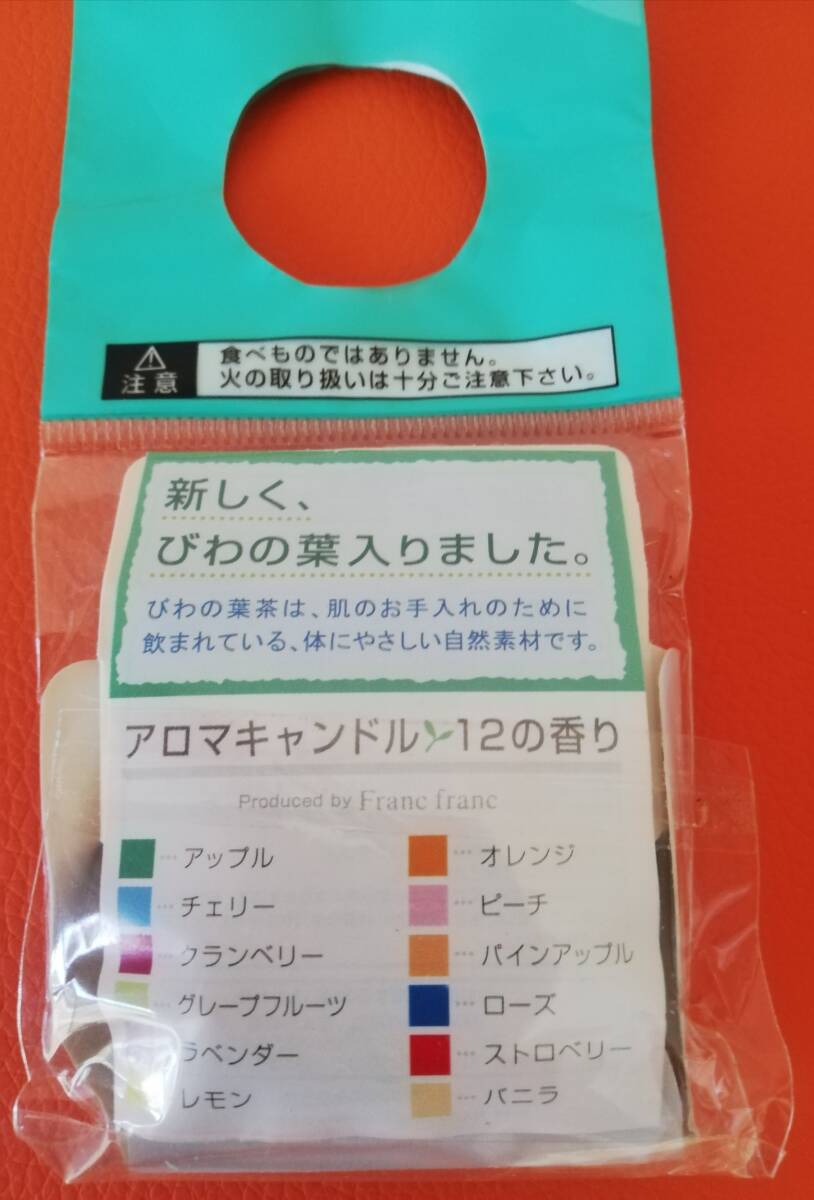 注意
食べものではありません。
火の取り扱いは十分ご注意下さい。
新しく、
びわの葉入りました。
びわの葉茶は、肌のお手入れのために
飲まれている、体にやさしい自然素材です。
アロマキャンドル 12の香り
Produced by Franc franc
…アップル
…チェリー
…クランベリー
…グレープフルーツ
ラベンダー
レモン
…オレンジ
…ピーチ
…パインアップル
…ローズ
…ストロベリー
…バニラ